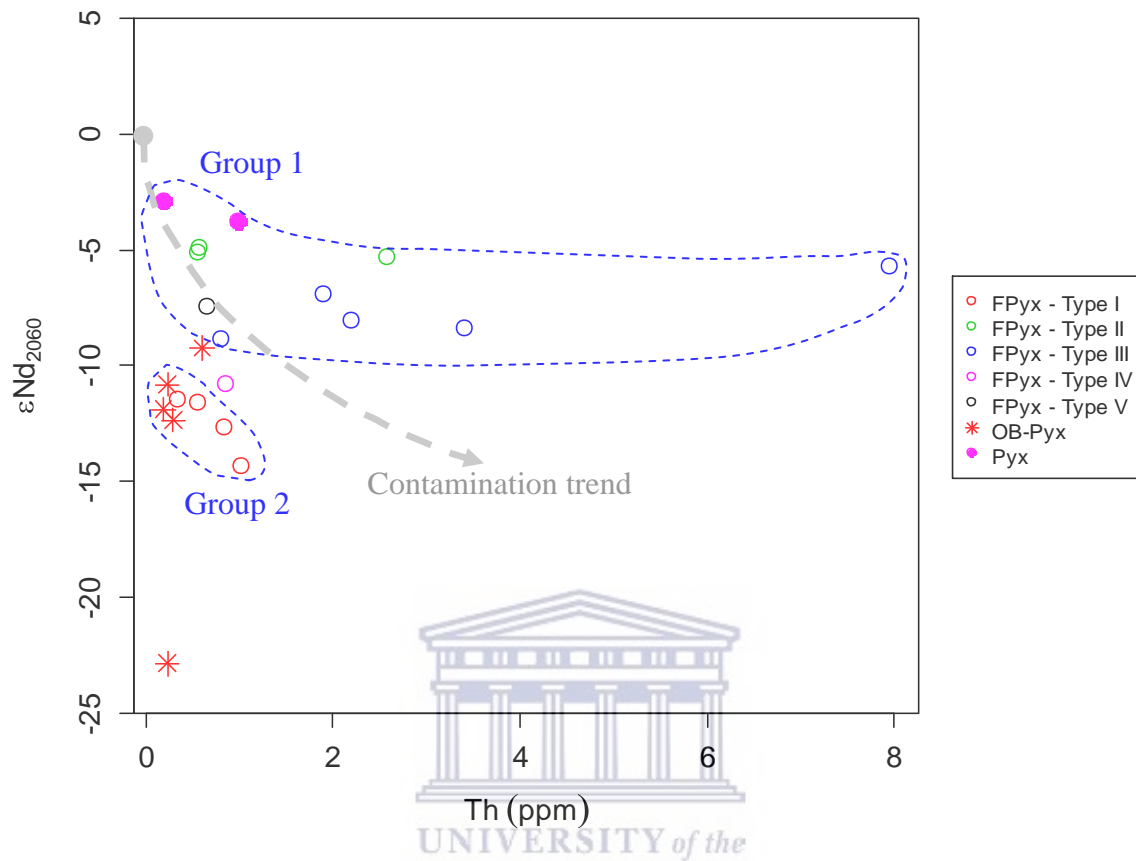 5
0
-5
-10
-15
-20
-25
εNd2060
Group 1
Group 2
Contamination trend
0 2 4 6 8
Th (ppm)
FPyx - Type I
FPyx - Type II
FPyx - Type III
FPyx - Type IV
FPyx - Type V
OB-Pyx
Pyx
UNIVERSITY of the